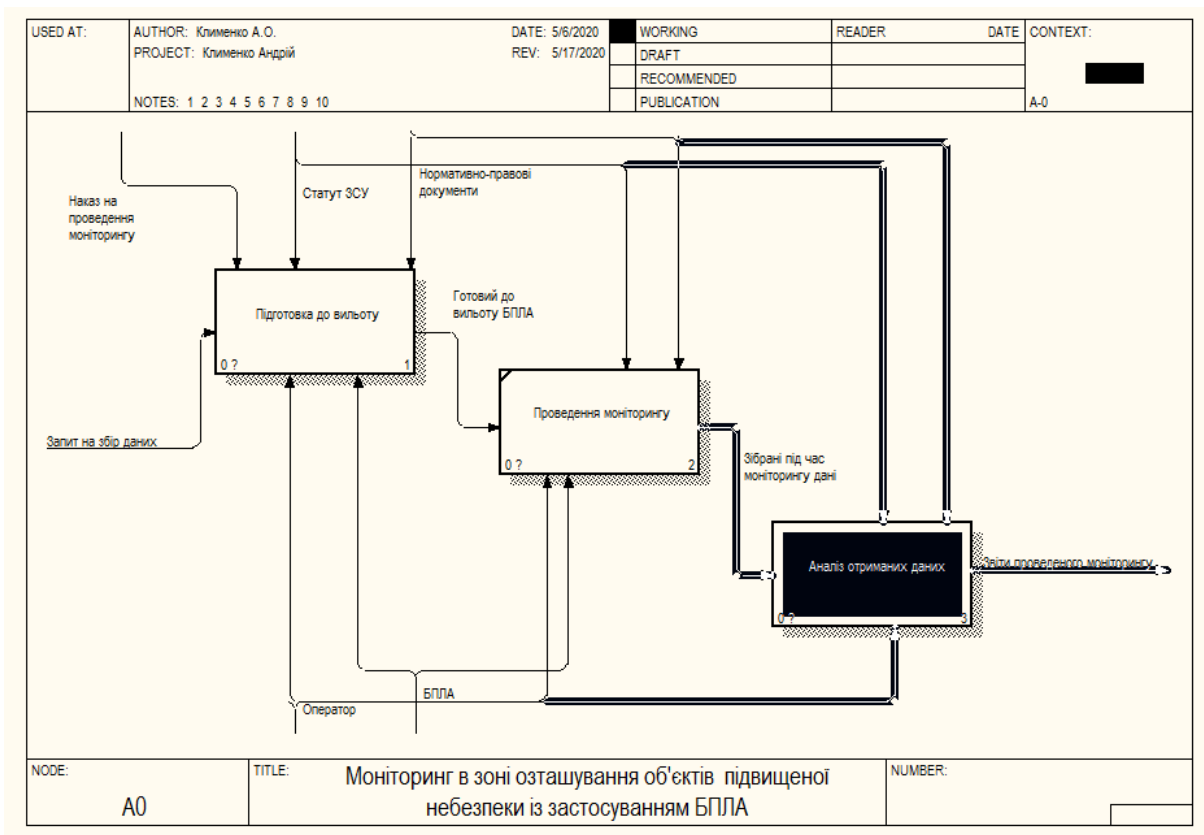 USED AT:
AUTHOR: Клименко А.О.
DATE: 5/6/2020
WORKING
READER
DATE
CONTEXT:
PROJECT: Клименко Андрій
REV: 5/17/2020
DRAFT
RECOMMENDED
NOTES: 1 2 3 4 5 6 7 8 9 10
PUBLICATION
A-0
Наказ на
проведення
моніторингу
Статут ЗСУ
Нормативно-правові
документи
Підготовка до вильоту
0 ?
1
Готовий до
вильоту БПЛА
Запит на збір даних
Проведення моніторингу
0 ?
2
Зібрані під час
моніторингу дані
Аналіз отриманих даних
0 ?
3
Звіти проведеного моніторингу
БПЛА
Оператор
NODE:
A0
TITLE:
Моніторинг в зоні озташування об'єктів підвищеної
небезпеки із застосуванням БПЛА
NUMBER: